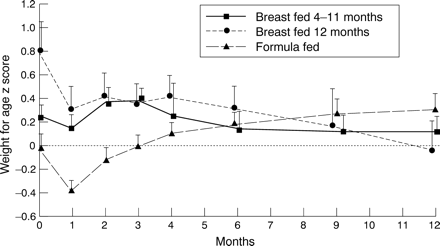 Breast fed 4–11 months
Breast fed 12 months
Formula fed
Weight for age z score
1.2
1.0
0.8
0.6
0.4
0.2
0
−0.2
−0.4
−0.6
0 1 2 3 4 5 6 7 8 9 10 11 12
Months